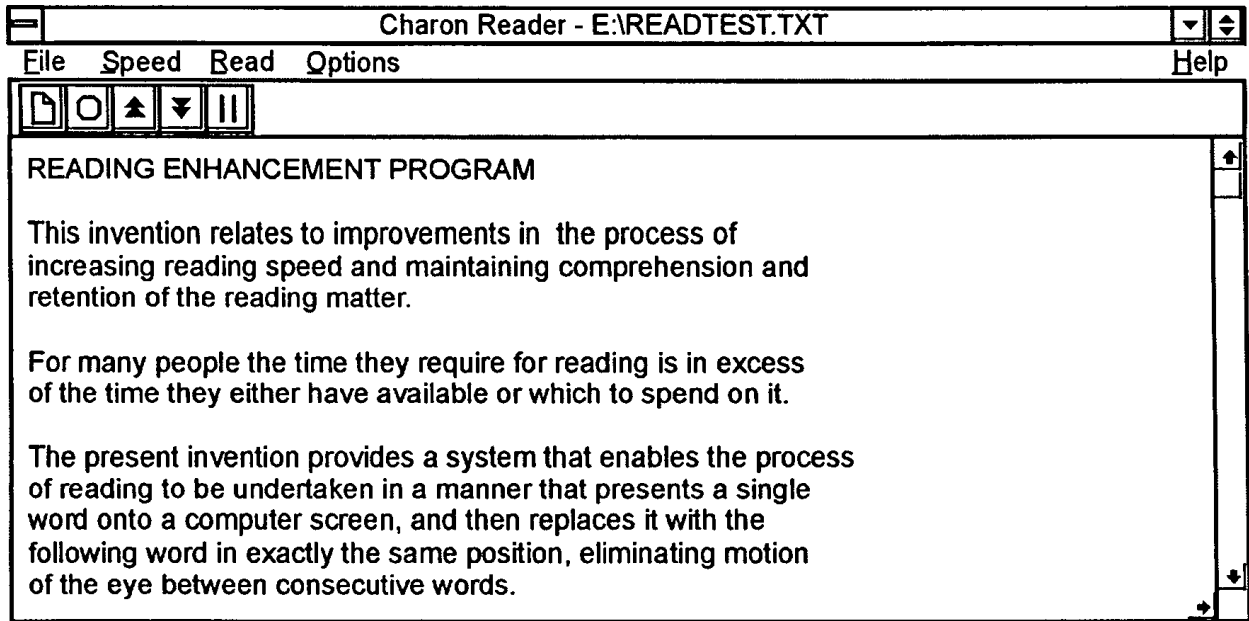 Charon Reader - E:\READTEST.TXT
File Speed Read Options Help
READING ENHANCEMENT PROGRAM
This invention relates to improvements in the process of
increasing reading speed and maintaining comprehension and
retention of the reading matter.
For many people the time they require for reading is in excess
of the time they either have available or which to spend on it.
The present invention provides a system that enables the process
of reading to be undertaken in a manner that presents a single
word onto a computer screen, and then replaces it with the
following word in exactly the same position, eliminating motion
of the eye between consecutive words.